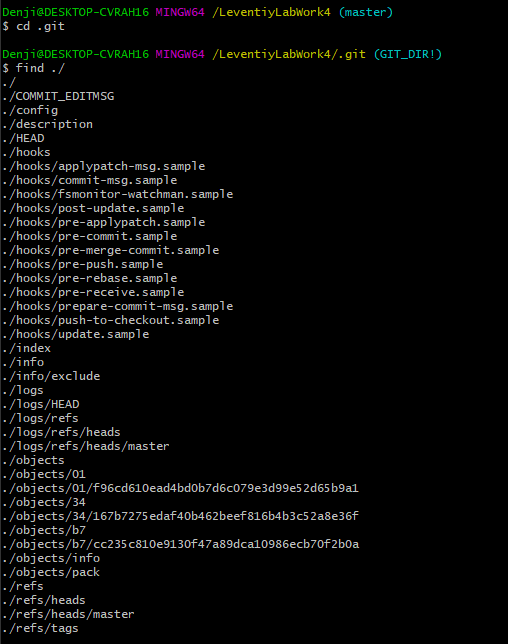 Denji@DESKTOP-CVRAH16 MINGW64 /LeventiyLabWork4 (master)
$ cd .git
Denji@DESKTOP-CVRAH16 MINGW64 /LeventiyLabWork4/.git (GIT_DIR!)
$ find ./
./
./COMMIT_EDITMSG
./config
./description
./HEAD
./hooks
./hooks/applypatch-msg.sample
./hooks/commit-msg.sample
./hooks/fsmonitor-watchman.sample
./hooks/post-update.sample
./hooks/pre-applypatch.sample
./hooks/pre-commit.sample
./hooks/pre-merge-commit.sample
./hooks/pre-push.sample
./hooks/pre-rebase.sample
./hooks/pre-receive.sample
./hooks/prepare-commit-msg.sample
./hooks/push-to-checkout.sample
./hooks/update.sample
./index
./info
./info/exclude
./logs
./logs/HEAD
./logs/refs
./logs/refs/heads
./logs/refs/heads/master
./objects
./objects/01
./objects/01/f96cd610ead4bd0b7d6c079e3d99e52d65b9a1
./objects/34
./objects/34/167b7275edaf40b462beef816b4b3c52a8e36f
./objects/b7
./objects/b7/cc235c810e9130f47a89dca10986ecb70f2b0a
./objects/info
./objects/pack
./refs
./refs/heads
./refs/heads/master
./refs/tags